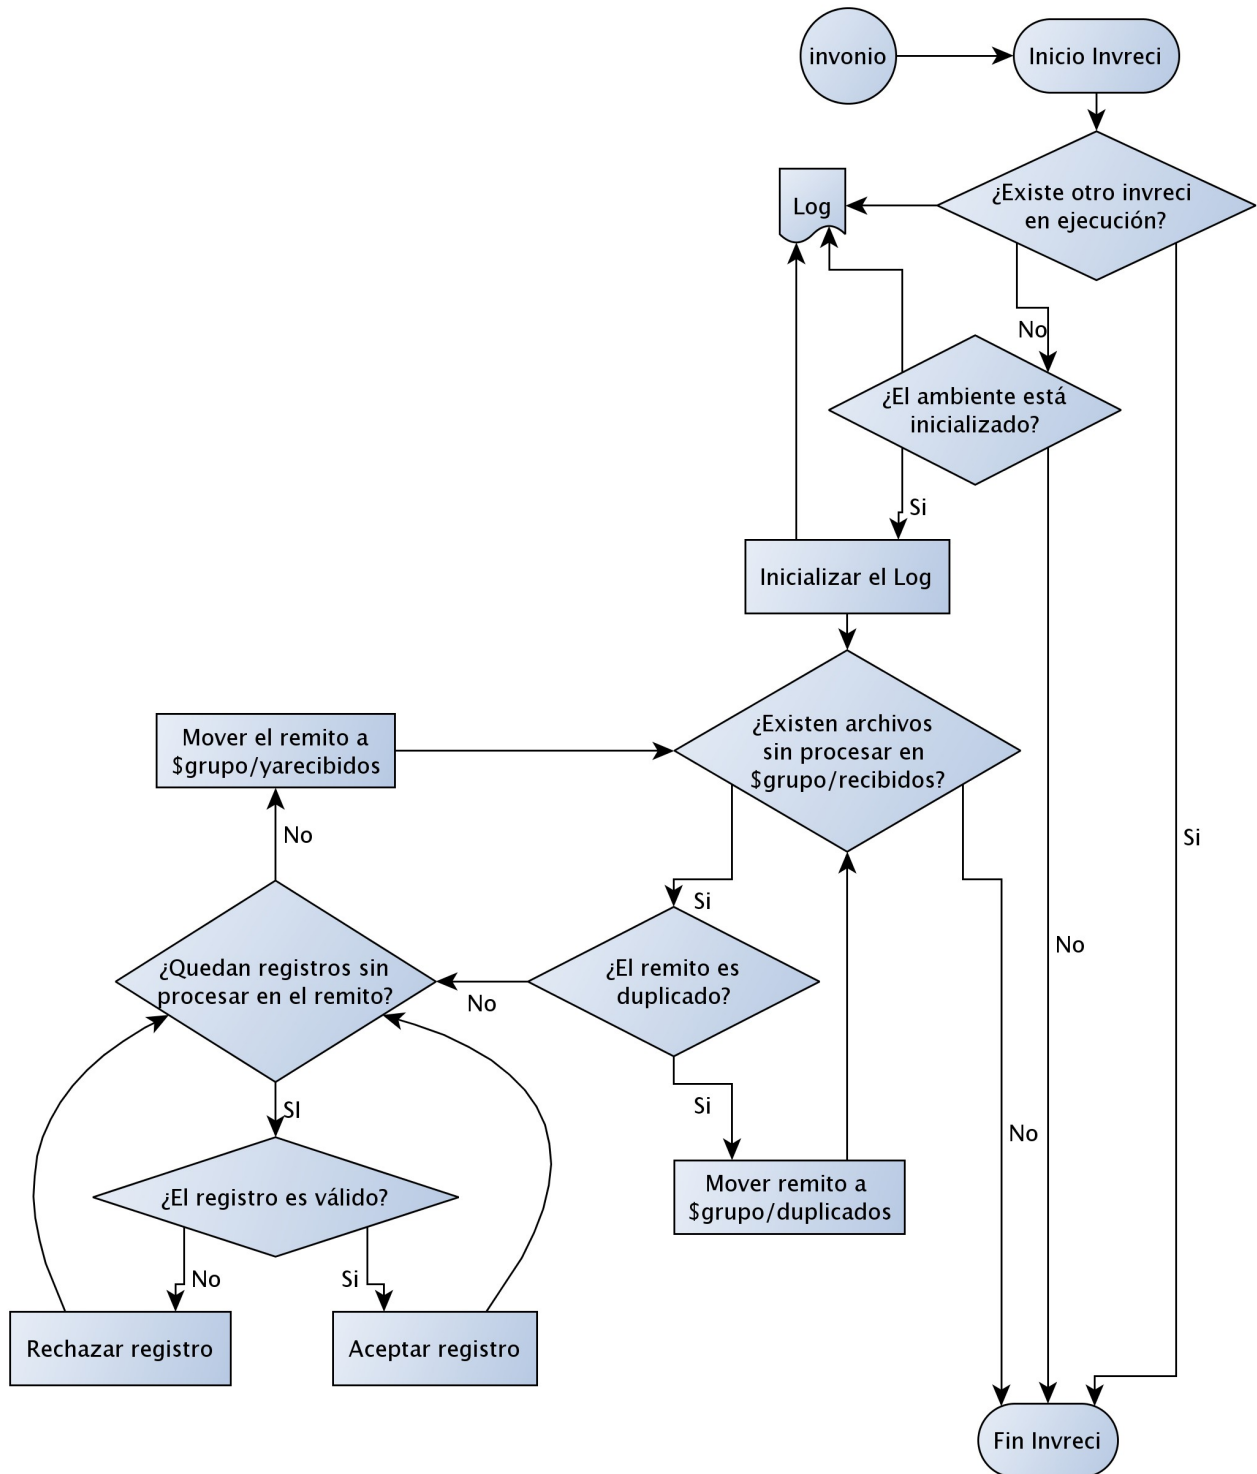 invonio
Inicio Invreci
¿Existe otro invreci
en ejecución?
Log
No
¿El ambiente está
inicializado?
Si
Inicializar el Log
¿Existen archivos
sin procesar en
$grupo/recibidos?
Mover el remito a
$grupo/yarecibidos
No
Si
Si
¿Quedan registros sin
procesar en el remito?
No
¿El remito es
duplicado?
No
SI
Si
No
¿El registro es válido?
Mover remito a
$grupo/duplicados
No
Si
Rechazar registro
Aceptar registro
Fin Invreci